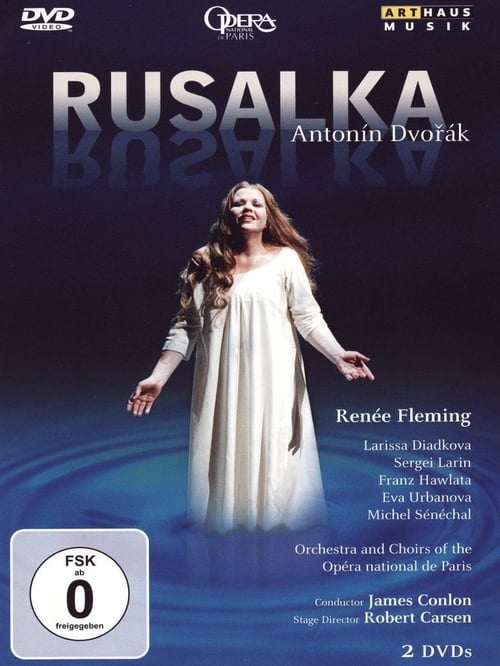 DVD
VIDEO
OPERA
NATIONAL
DE PARIS
ARTHAUS
MUSIK
RUSALKA
Antonín Dvořák
Renée Fleming
Larissa Diadkova
Sergei Larin
Franz Hawlata
Eva Urbanova
Michel Sénéchal
Orchestra and Choirs of the
Opéra national de Paris
Conductor James Conlon
Stage Director Robert Carsen
2 DVDs
FSK
ab
0
freigegeben